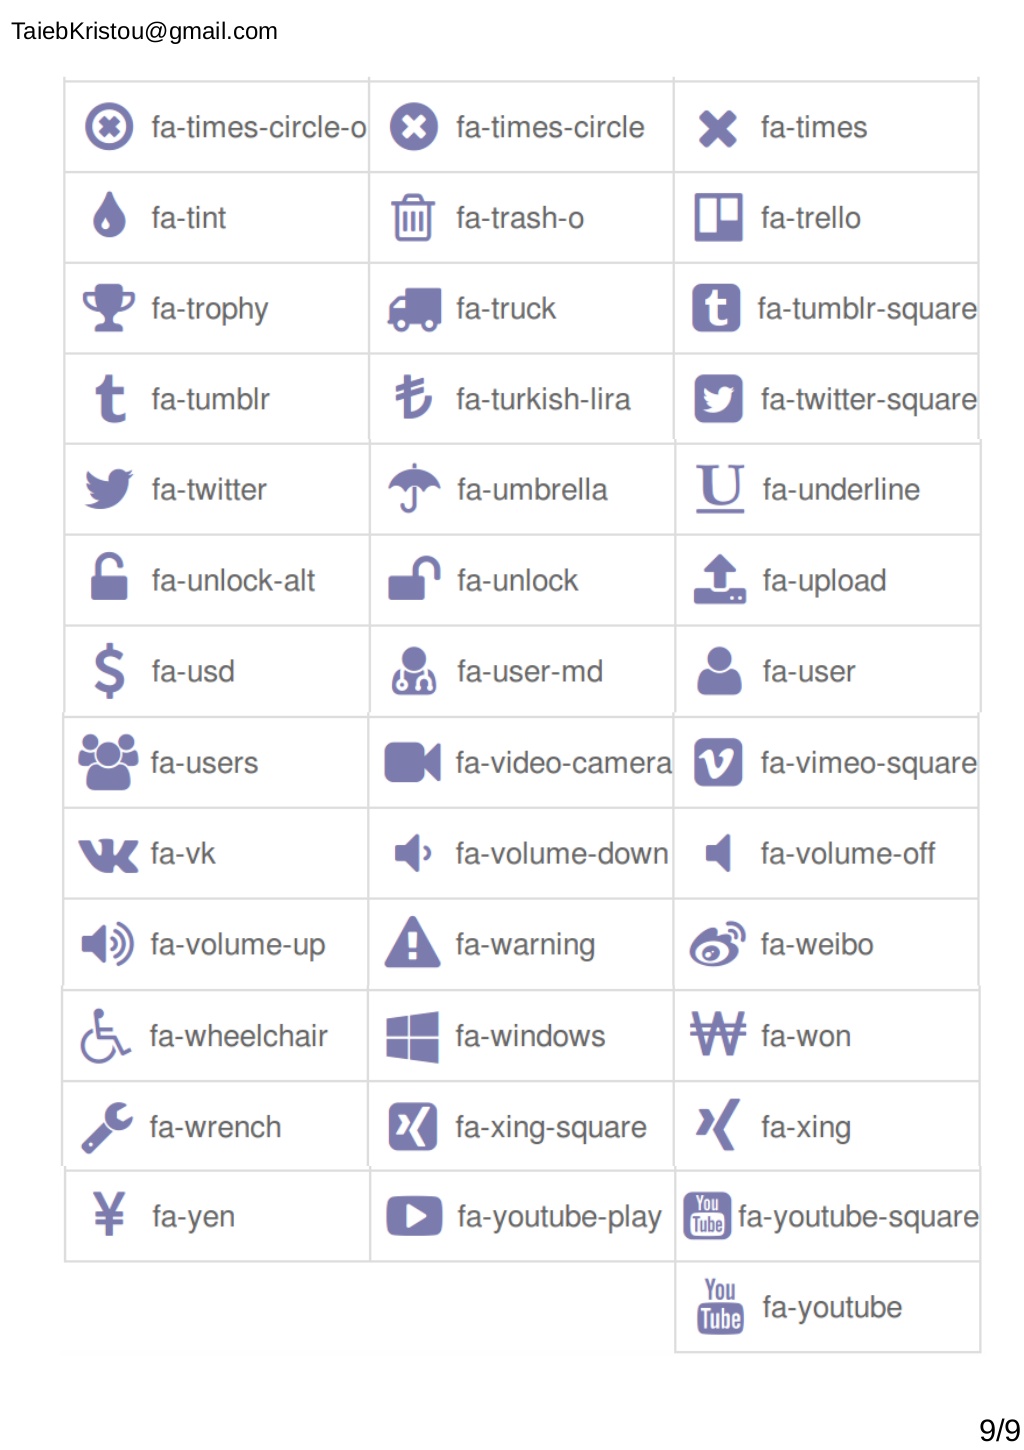 TaiebKristou@gmail.com
fa-times-circle-o fa-times-circle fa-times
fa-tint fa-trash-o fa-trello
fa-trophy fa-truck fa-tumblr-square
fa-tumblr fa-turkish-lira fa-twitter-square
fa-twitter fa-umbrella fa-underline
fa-unlock-alt fa-unlock fa-upload
fa-usd fa-user-md fa-user
fa-users fa-video-camera fa-vimeo-square
fa-vk fa-volume-down fa-volume-off
fa-volume-up fa-warning fa-weibo
fa-wheelchair fa-windows fa-won
fa-wrench fa-xing-square fa-xing
fa-yen fa-youtube-play You Tube fa-youtube-square
You Tube fa-youtube
9/9